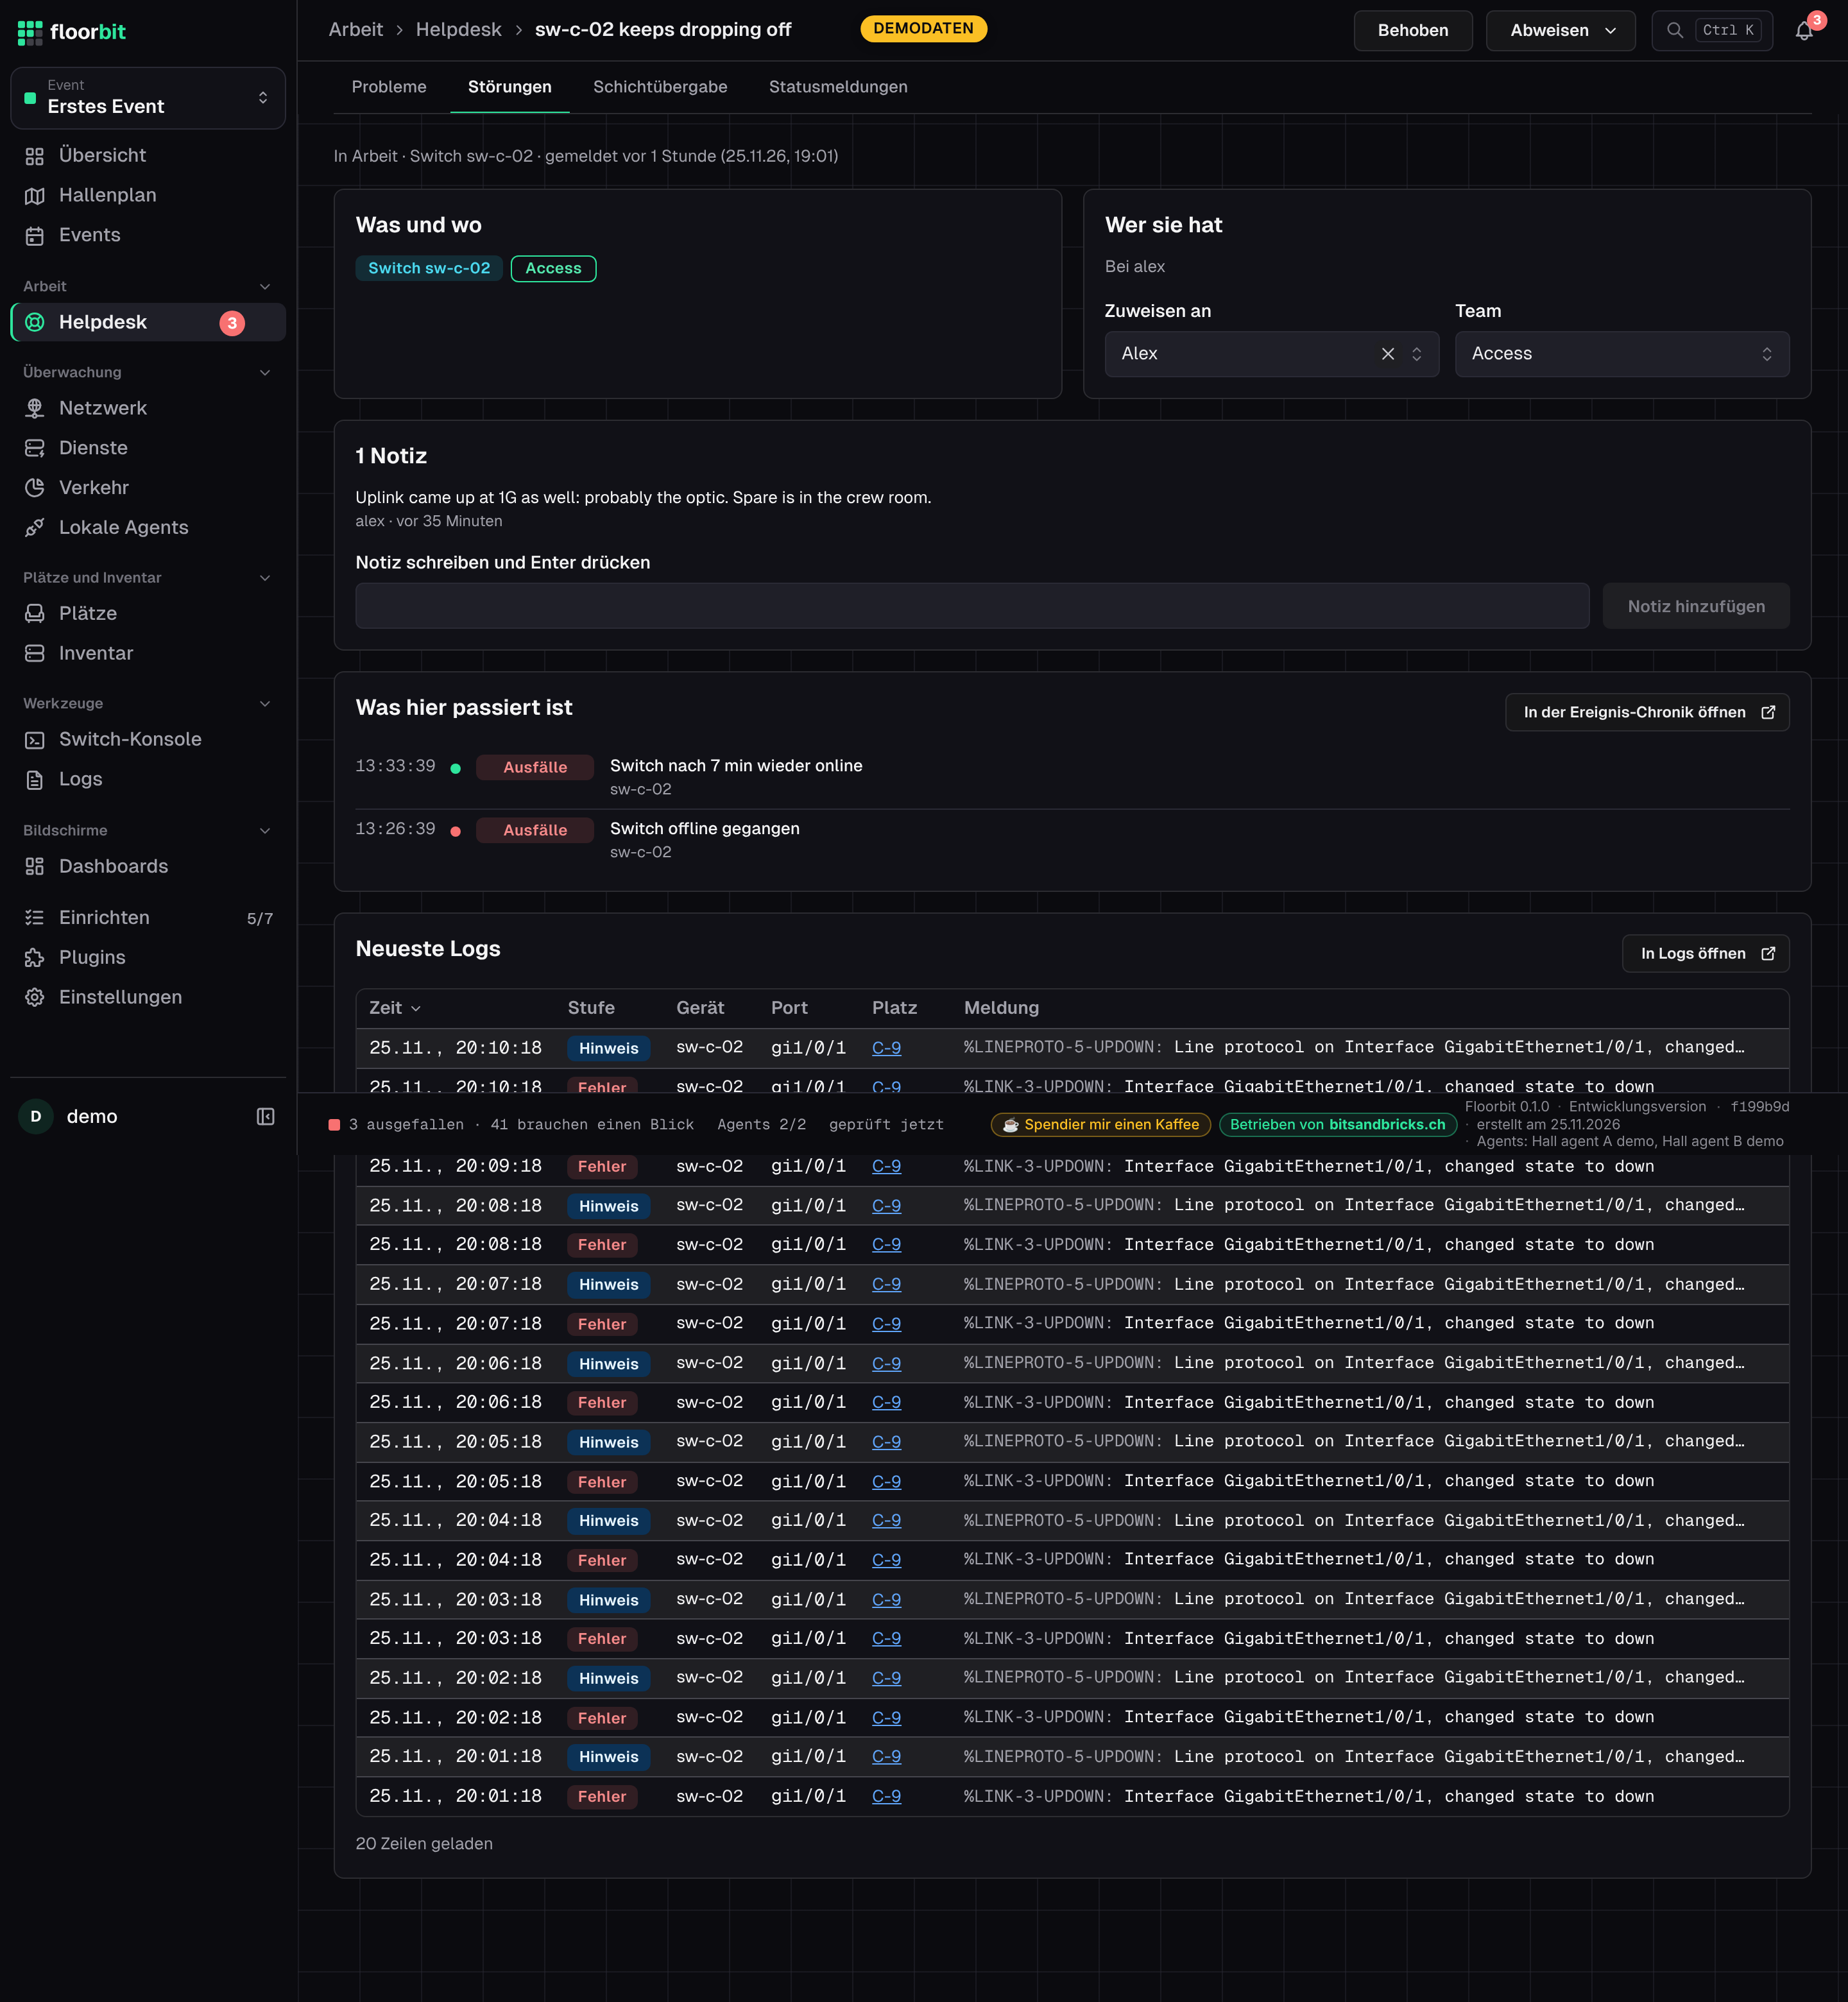 floorbit
Event
Erstes Event
Übersicht
Hallenplan
Events
Arbeit
Helpdesk 3
Überwachung
Netzwerk
Dienste
Verkehr
Lokale Agents
Plätze und Inventar
Plätze
Inventar
Werkzeuge
Switch-Konsole
Logs
Bildschirme
Dashboards
Einrichten 5/7
Plugins
Einstellungen
D demo
Arbeit > Helpdesk > sw-c-02 keeps dropping off
DEMODATEN
Behoben
Abweisen
Ctrl K
3
Probleme Störungen Schichtübergabe Statusmeldungen
In Arbeit · Switch sw-c-02 · gemeldet vor 1 Stunde (25.11.26, 19:01)
Was und wo
Switch sw-c-02 Access
Wer sie hat
Bei alex
Zuweisen an Team
Alex Access
1 Notiz
Uplink came up at 1G as well: probably the optic. Spare is in the crew room.
alex · vor 35 Minuten
Notiz schreiben und Enter drücken
Notiz hinzufügen
Was hier passiert ist
In der Ereignis-Chronik öffnen
13:33:39 Ausfälle Switch nach 7 min wieder online
sw-c-02
13:26:39 Ausfälle Switch offline gegangen
sw-c-02
Neueste Logs
In Logs öffnen
Zeit Stufe Gerät Port Platz Meldung
25.11., 20:10:18 Hinweis sw-c-02 gi1/0/1 C-9 %LINEPROTO-5-UPDOWN: Line protocol on Interface GigabitEthernet1/0/1, changed…
25.11., 20:10:18 Fehler sw-c-02 gi1/0/1 C-9 %LINK-3-UPDOWN: Interface GigabitEthernet1/0/1, changed state to down
3 ausgefallen · 41 brauchen einen Blick Agents 2/2 geprüft jetzt
☕ Spendier mir einen Kaffee
Betrieben von bitsandbricks.ch
Floorbit 0.1.0 · Entwicklungsversion · f199b9d
· erstellt am 25.11.2026
· Agents: Hall agent A demo, Hall agent B demo
25.11., 20:09:18 Fehler sw-c-02 gi1/0/1 C-9 %LINK-3-UPDOWN: Interface GigabitEthernet1/0/1, changed state to down
25.11., 20:08:18 Hinweis sw-c-02 gi1/0/1 C-9 %LINEPROTO-5-UPDOWN: Line protocol on Interface GigabitEthernet1/0/1, changed…
25.11., 20:08:18 Fehler sw-c-02 gi1/0/1 C-9 %LINK-3-UPDOWN: Interface GigabitEthernet1/0/1, changed state to down
25.11., 20:07:18 Hinweis sw-c-02 gi1/0/1 C-9 %LINEPROTO-5-UPDOWN: Line protocol on Interface GigabitEthernet1/0/1, changed…
25.11., 20:07:18 Fehler sw-c-02 gi1/0/1 C-9 %LINK-3-UPDOWN: Interface GigabitEthernet1/0/1, changed state to down
25.11., 20:06:18 Hinweis sw-c-02 gi1/0/1 C-9 %LINEPROTO-5-UPDOWN: Line protocol on Interface GigabitEthernet1/0/1, changed…
25.11., 20:06:18 Fehler sw-c-02 gi1/0/1 C-9 %LINK-3-UPDOWN: Interface GigabitEthernet1/0/1, changed state to down
25.11., 20:05:18 Hinweis sw-c-02 gi1/0/1 C-9 %LINEPROTO-5-UPDOWN: Line protocol on Interface GigabitEthernet1/0/1, changed…
25.11., 20:05:18 Fehler sw-c-02 gi1/0/1 C-9 %LINK-3-UPDOWN: Interface GigabitEthernet1/0/1, changed state to down
25.11., 20:04:18 Hinweis sw-c-02 gi1/0/1 C-9 %LINEPROTO-5-UPDOWN: Line protocol on Interface GigabitEthernet1/0/1, changed…
25.11., 20:04:18 Fehler sw-c-02 gi1/0/1 C-9 %LINK-3-UPDOWN: Interface GigabitEthernet1/0/1, changed state to down
25.11., 20:03:18 Hinweis sw-c-02 gi1/0/1 C-9 %LINEPROTO-5-UPDOWN: Line protocol on Interface GigabitEthernet1/0/1, changed…
25.11., 20:03:18 Fehler sw-c-02 gi1/0/1 C-9 %LINK-3-UPDOWN: Interface GigabitEthernet1/0/1, changed state to down
25.11., 20:02:18 Hinweis sw-c-02 gi1/0/1 C-9 %LINEPROTO-5-UPDOWN: Line protocol on Interface GigabitEthernet1/0/1, changed…
25.11., 20:02:18 Fehler sw-c-02 gi1/0/1 C-9 %LINK-3-UPDOWN: Interface GigabitEthernet1/0/1, changed state to down
25.11., 20:01:18 Hinweis sw-c-02 gi1/0/1 C-9 %LINEPROTO-5-UPDOWN: Line protocol on Interface GigabitEthernet1/0/1, changed…
25.11., 20:01:18 Fehler sw-c-02 gi1/0/1 C-9 %LINK-3-UPDOWN: Interface GigabitEthernet1/0/1, changed state to down
20 Zeilen geladen